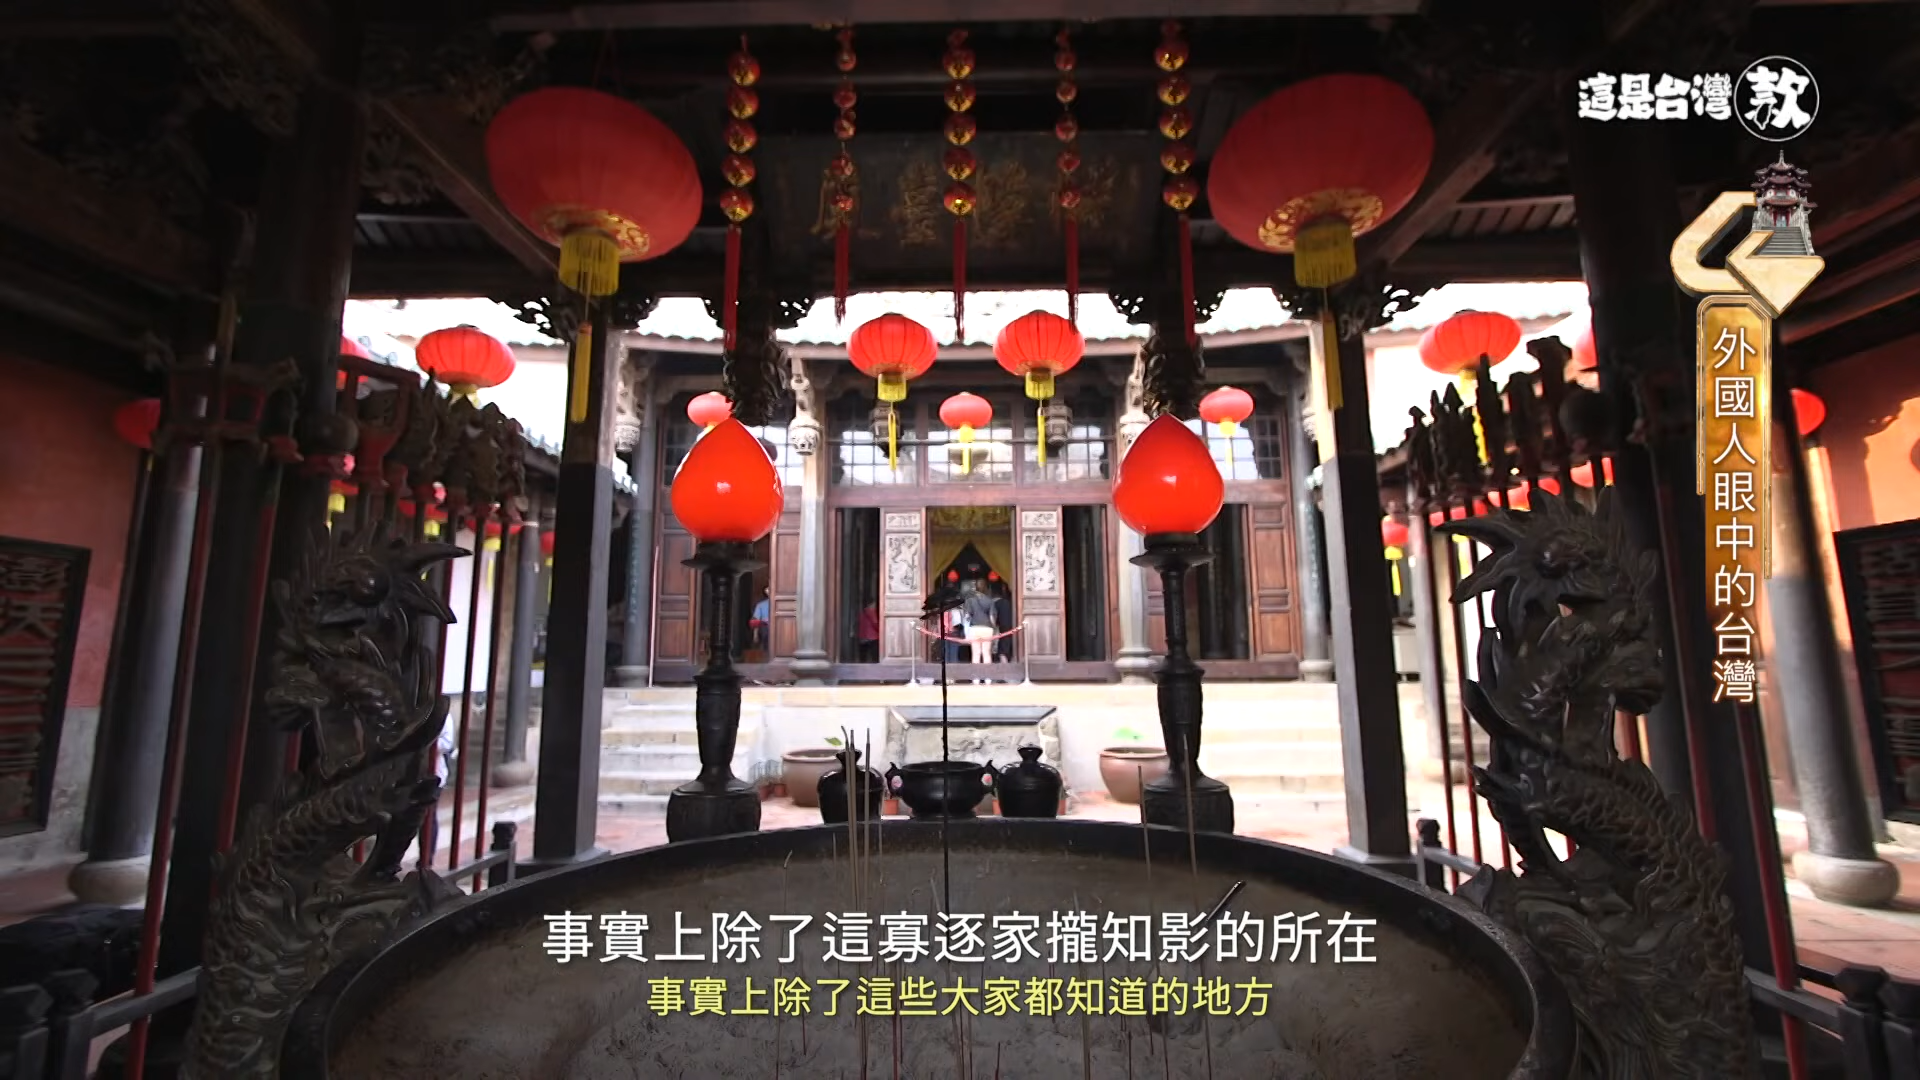 這是台灣款
外國人眼中的台灣
事實上除了這寡逐家攏知影的所在
事實上除了這些大家都知道的地方